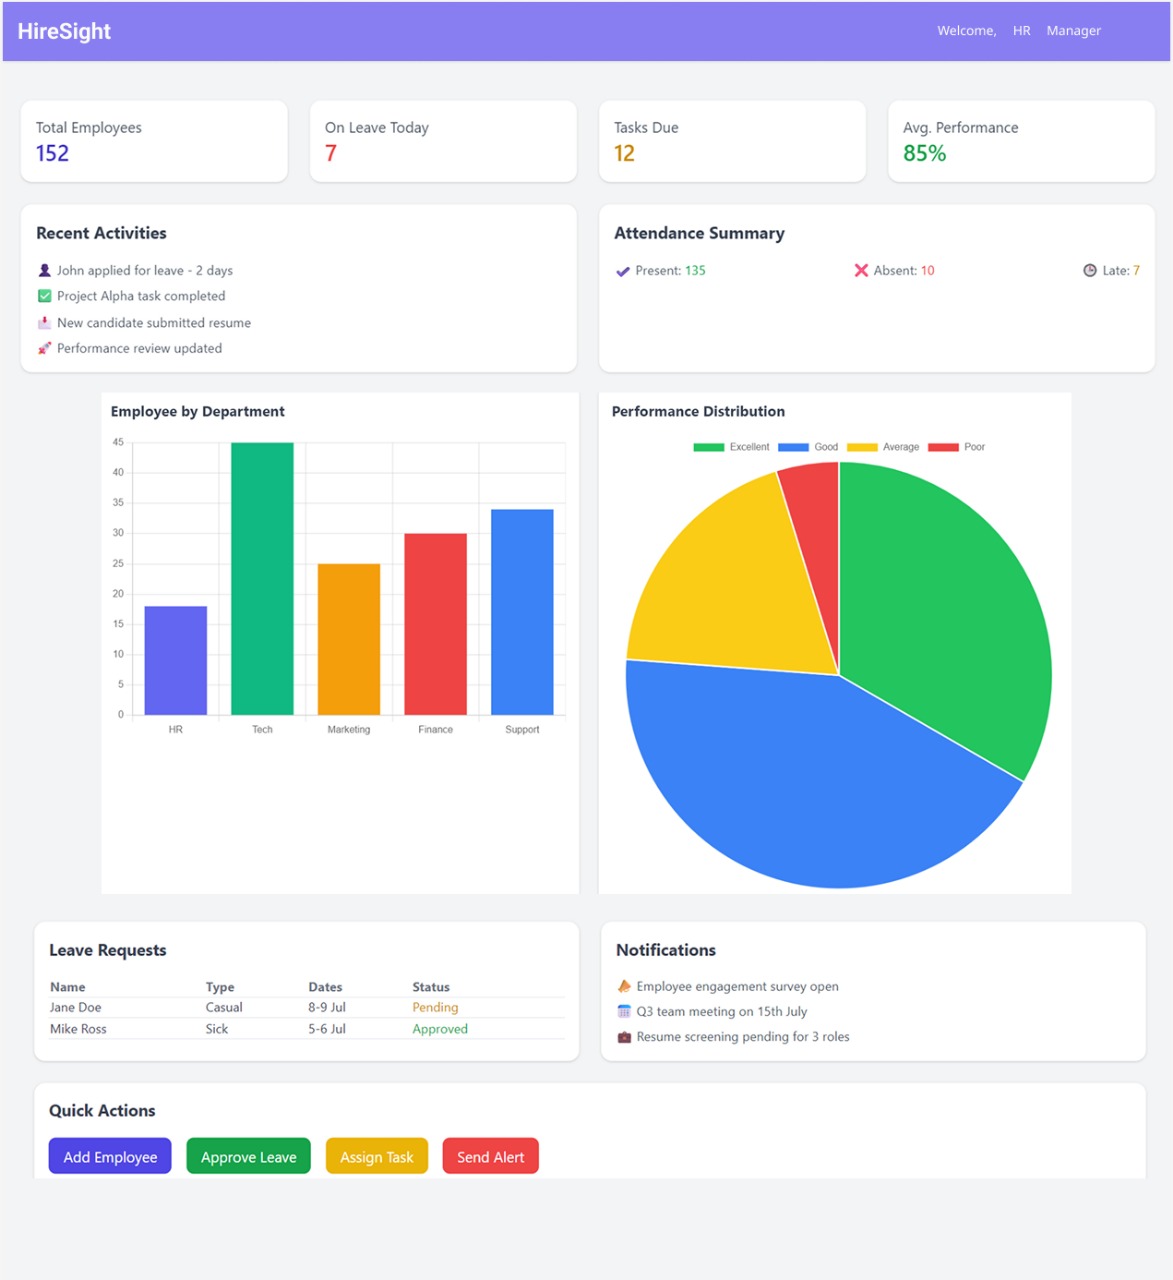 HireSight
Welcome, HR Manager
Total Employees
152
On Leave Today
7
Tasks Due
12
Avg. Performance
85%
Recent Activities
John applied for leave - 2 days
Project Alpha task completed
New candidate submitted resume
Performance review updated
Attendance Summary
Present: 135 Absent: 10 Late: 7
Employee by Department
45
40
35
30
25
20
15
10
5
0
HR Tech Marketing Finance Support
Performance Distribution
Excellent Good Average Poor
Leave Requests
Name Type Dates Status
Jane Doe Casual 8-9 Jul Pending
Mike Ross Sick 5-6 Jul Approved
Notifications
Employee engagement survey open
Q3 team meeting on 15th July
Resume screening pending for 3 roles
Quick Actions
Add Employee Approve Leave Assign Task Send Alert